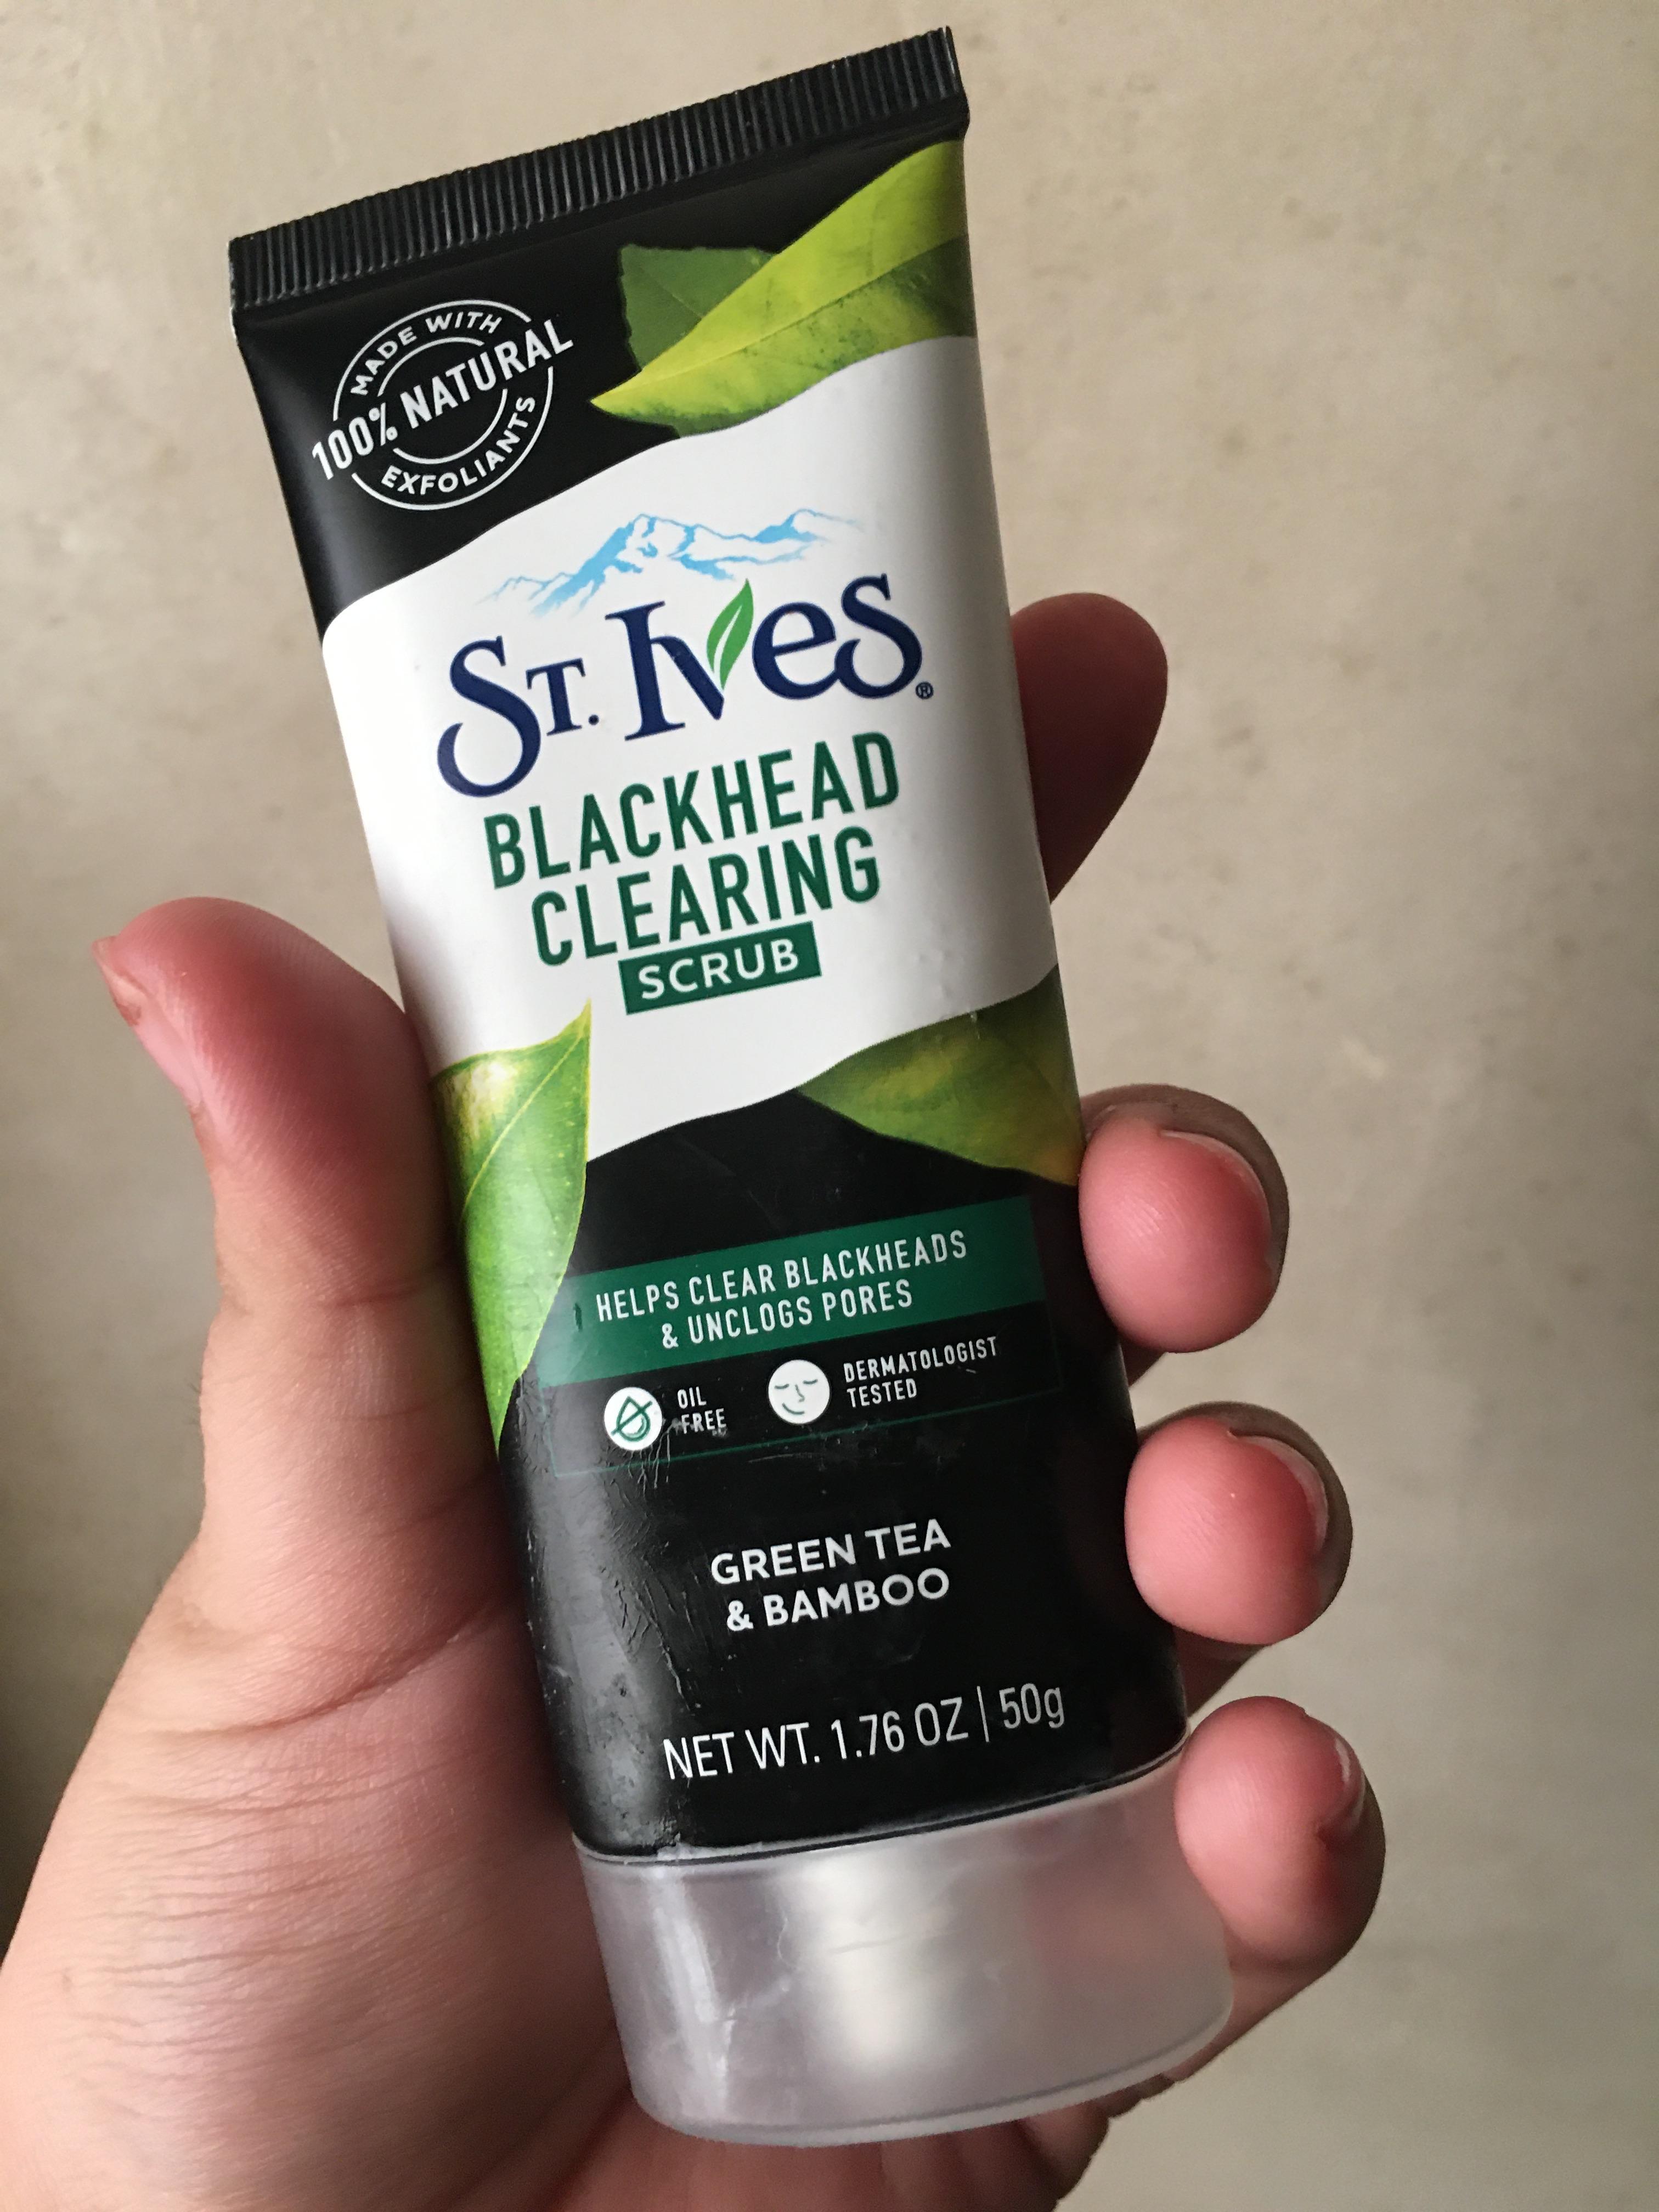 MADE WITH
100% NATURAL
EXFOLIANTS
ST. Ives®
BLACKHEAD
CLEARING
SCRUB
HELPS CLEAR BLACKHEADS
& UNCLOGS PORES
OIL
FREE
DERMATOLOGIST
TESTED
GREEN TEA
& BAMBOO
NET WT. 1.76 OZ | 50g